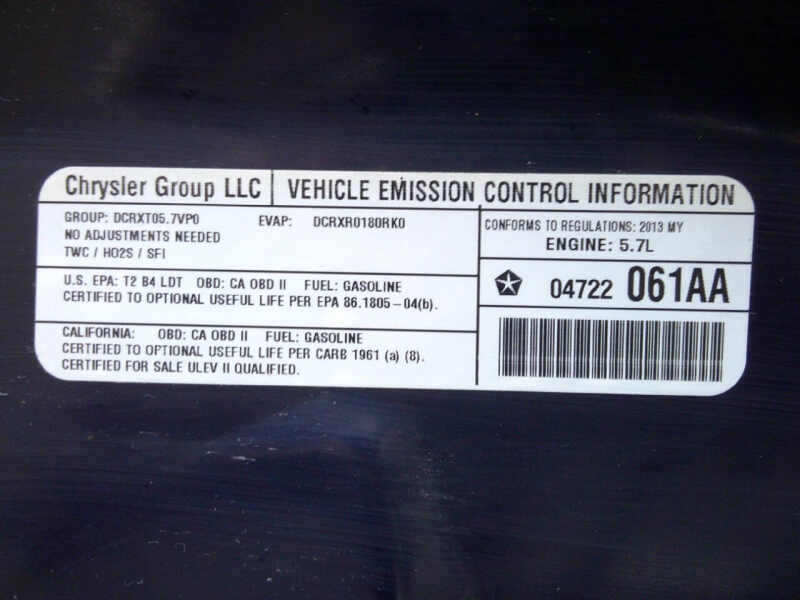 Chrysler Group LLC VEHICLE EMISSION CONTROL INFORMATION
GROUP: DCRXT05.7VP0 EVAP: DCRXR0180RK0
NO ADJUSTMENTS NEEDED
TWC / HO2S / SFI
U.S. EPA: T2 B4 LDT OBD: CA OBD II FUEL: GASOLINE
CERTIFIED TO OPTIONAL USEFUL LIFE PER EPA 86.1805-04(b).
CALIFORNIA: OBD: CA OBD II FUEL: GASOLINE
CERTIFIED TO OPTIONAL USEFUL LIFE PER CARB 1961 (a) (8).
CERTIFIED FOR SALE ULEV II QUALIFIED.
CONFORMS TO REGULATIONS: 2013 MY
ENGINE: 5.7L
04722 061AA